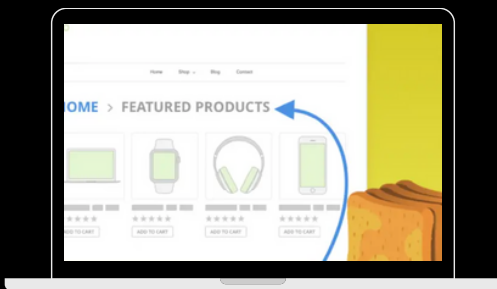 Home Shop Blog Contact
HOME > FEATURED PRODUCTS
ADD TO CART ADD TO CART ADD TO CART ADD TO CART